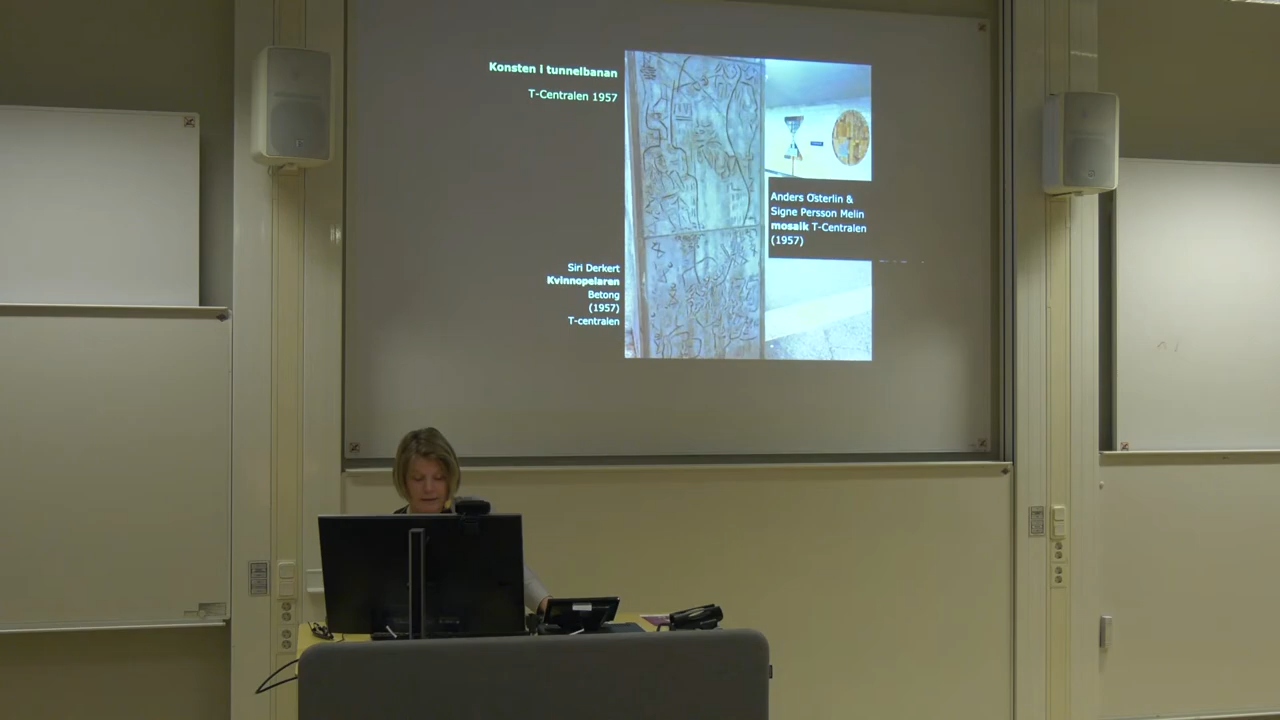 Konsten i tunnelbanan
T-Centralen 1957
Anders Österlin &
Signe Persson Melin
mosaik T-Centralen
(1957)
Siri Derkert
Kvinnopelaren
Betong
(1957)
T-centralen